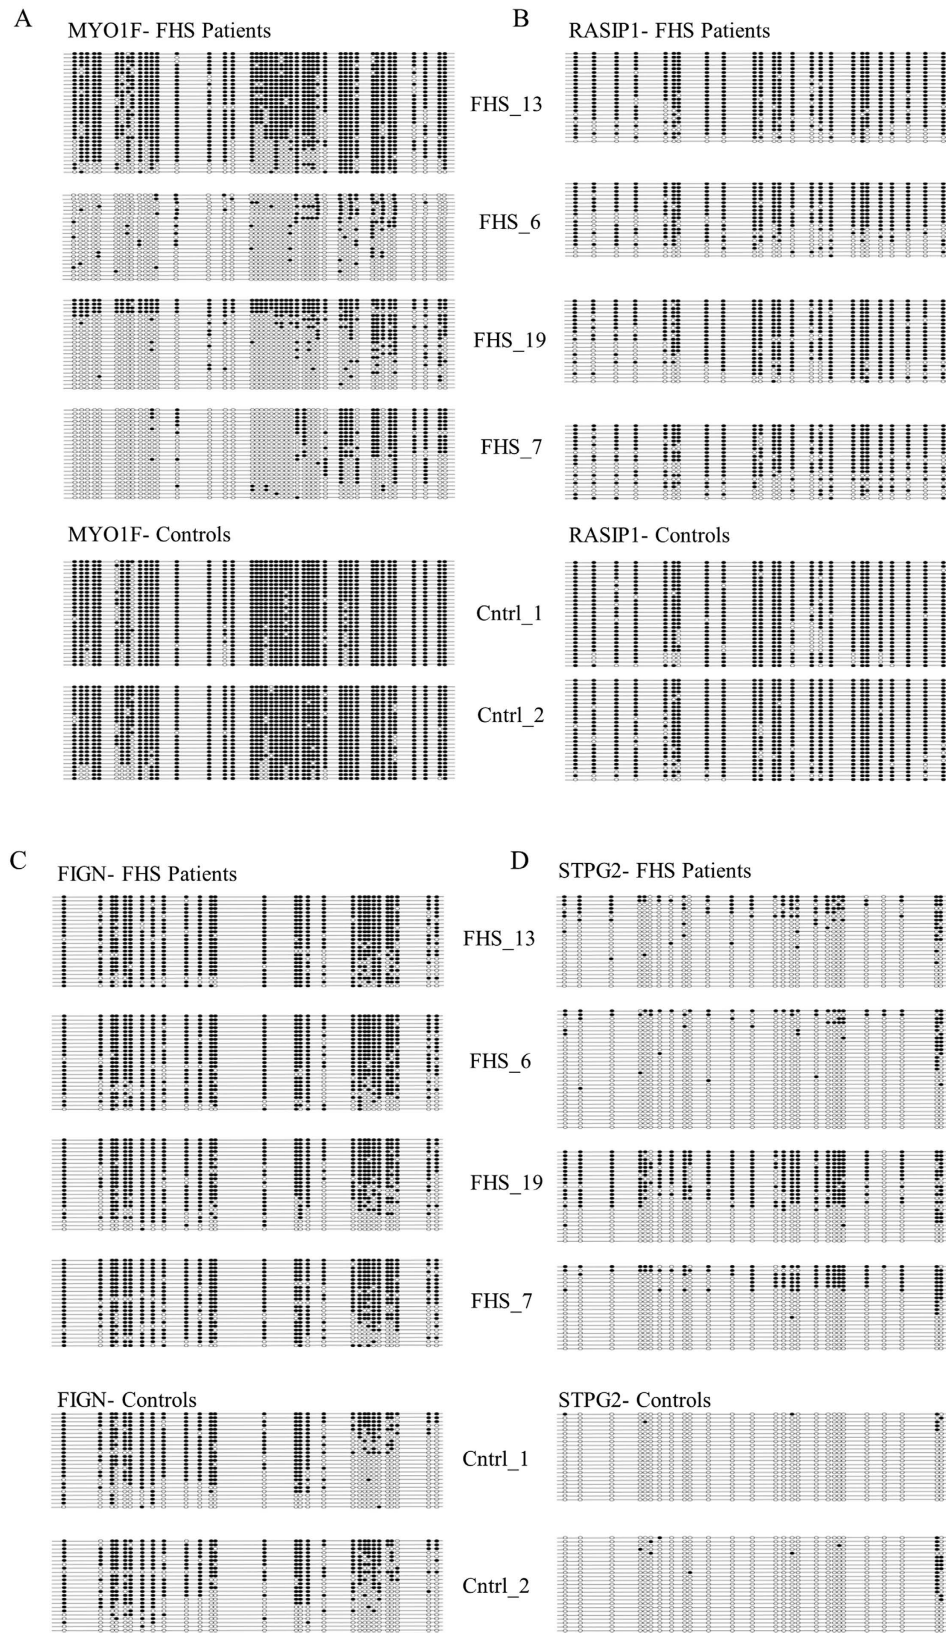 A
MYO1F- FHS Patients
B
RASIP1- FHS Patients
FHS_13
FHS_6
FHS_19
FHS_7
MYO1F- Controls
RASIP1- Controls
Cntrl_1
Cntrl_2
C
FIGN- FHS Patients
D
STPG2- FHS Patients
FHS_13
FHS_6
FHS_19
FHS_7
FIGN- Controls
STPG2- Controls
Cntrl_1
Cntrl_2